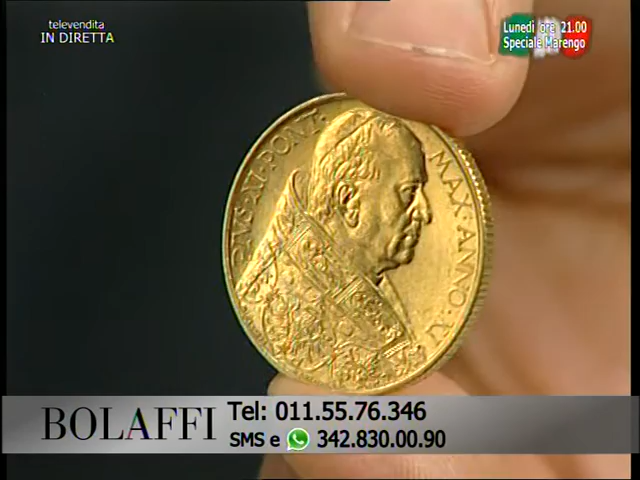 televendita
IN DIRETTA
Lunedì ore 21.00
Speciale Marengo
PIVS·XI·PONT·
MAX·ANNO·XI
BOLAFFI
Tel: 011.55.76.346
SMS e 342.830.00.90